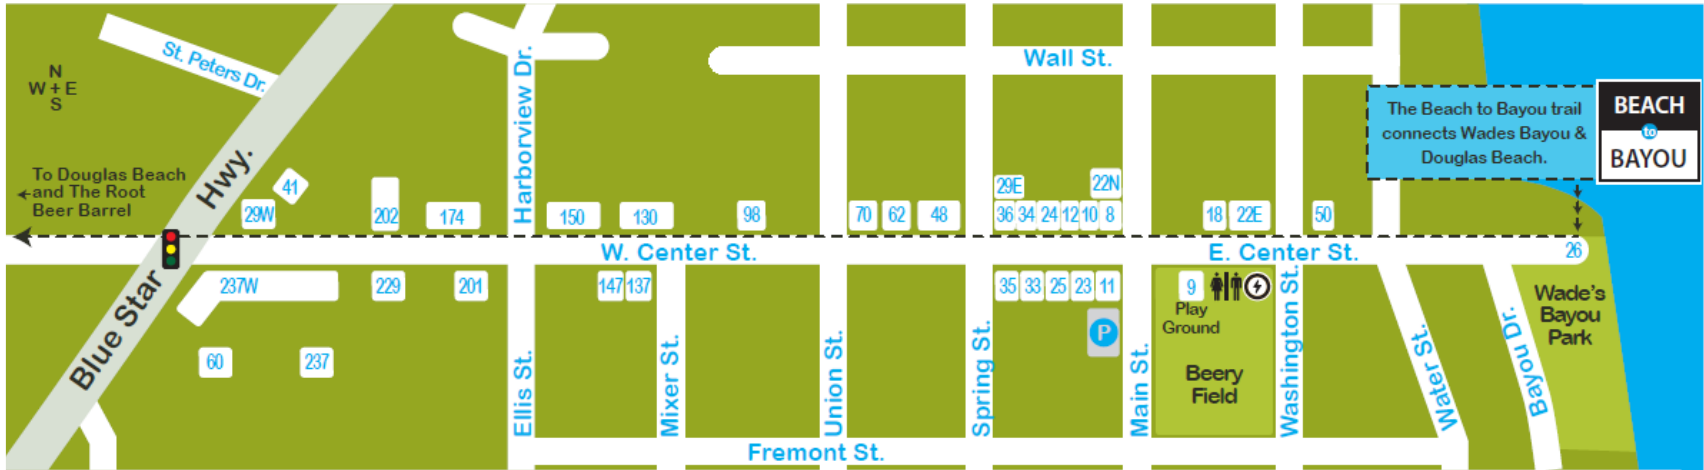 St. Peters Dr.
N
W + E
S
Harborview Dr.
Wall St.
The Beach to Bayou trail
connects Wades Bayou &
Douglas Beach.
BEACH
to
BAYOU
To Douglas Beach
and The Root
Beer Barrel
Blue Star Hwy.
41
29W
202
174
150
130
98
70
62
48
29E
22N
36
34
24
12
10
8
18
22E
50
W. Center St.
E. Center St.
26
237W
229
201
147
137
35
33
25
23
11
9
Play
Ground
P
Beery
Field
Wade's
Bayou
Park
60
237
Ellis St.
Mixer St.
Union St.
Spring St.
Main St.
Washington St.
Water St.
Bayou Dr.
Fremont St.